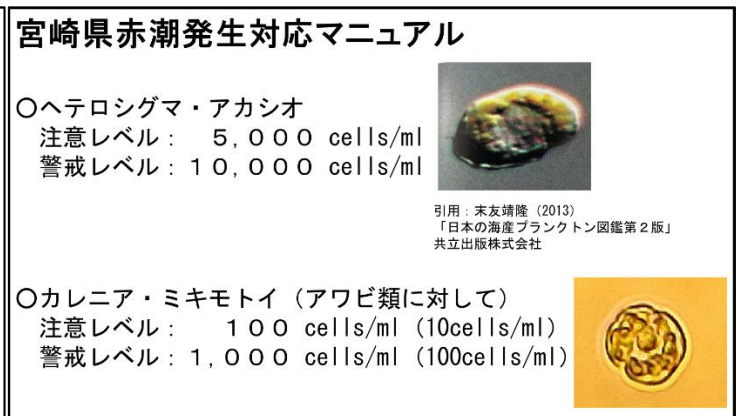 宮崎県赤潮発生対応マニュアル
○ヘテロシグマ・アカシオ
注意レベル： ５,０００ cells/ml
警戒レベル：１０,０００ cells/ml
引用：末友靖隆（2013）
「日本の海産プランクトン図鑑第２版」
共立出版株式会社
○カレニア・ミキモトイ（アワビ類に対して）
注意レベル： １００ cells/ml (10cells/ml)
警戒レベル：１,０００ cells/ml (100cells/ml)